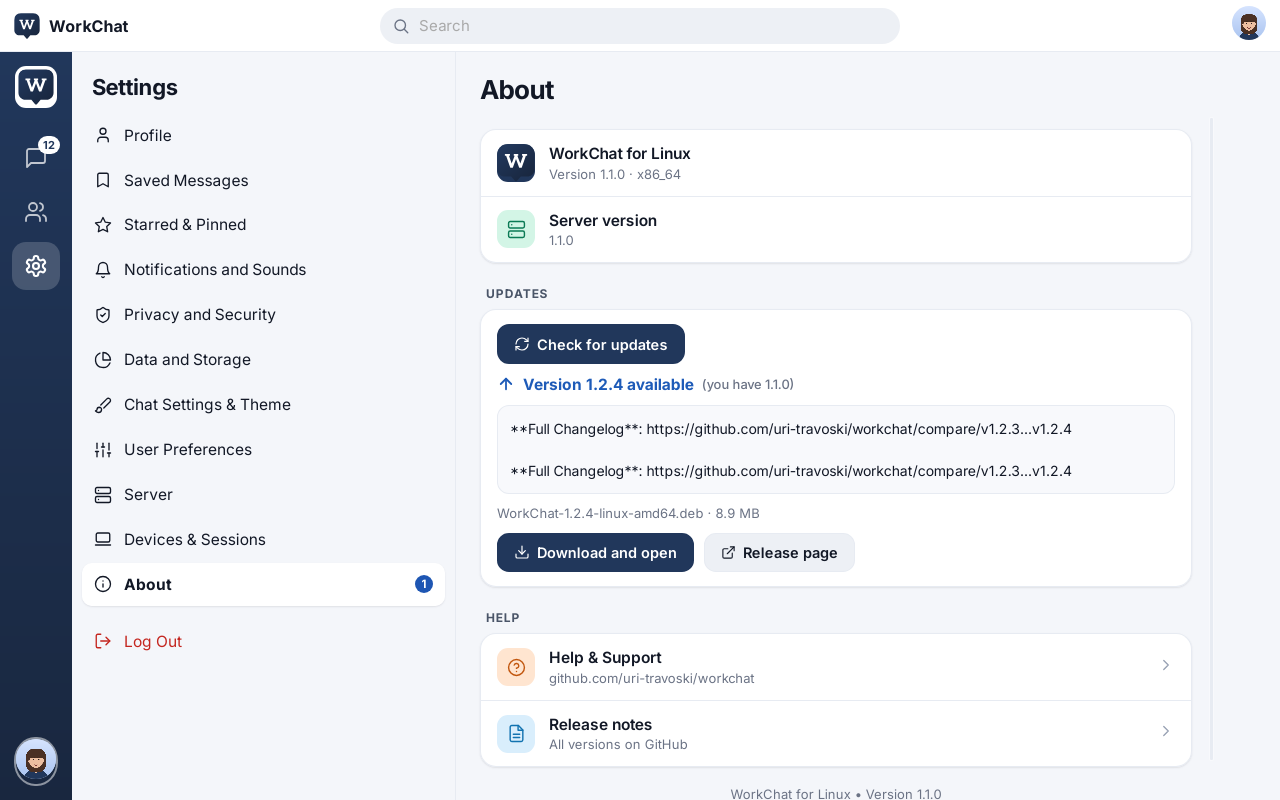 W WorkChat
Search
W
12
Settings
Profile
Saved Messages
Starred & Pinned
Notifications and Sounds
Privacy and Security
Data and Storage
Chat Settings & Theme
User Preferences
Server
Devices & Sessions
About 1
Log Out
About
W
WorkChat for Linux
Version 1.1.0 · x86_64
Server version
1.1.0
UPDATES
Check for updates
Version 1.2.4 available (you have 1.1.0)
**Full Changelog**: https://github.com/uri-travoski/workchat/compare/v1.2.3...v1.2.4
**Full Changelog**: https://github.com/uri-travoski/workchat/compare/v1.2.3...v1.2.4
WorkChat-1.2.4-linux-amd64.deb · 8.9 MB
Download and open Release page
HELP
Help & Support
github.com/uri-travoski/workchat
Release notes
All versions on GitHub
WorkChat for Linux • Version 1.1.0